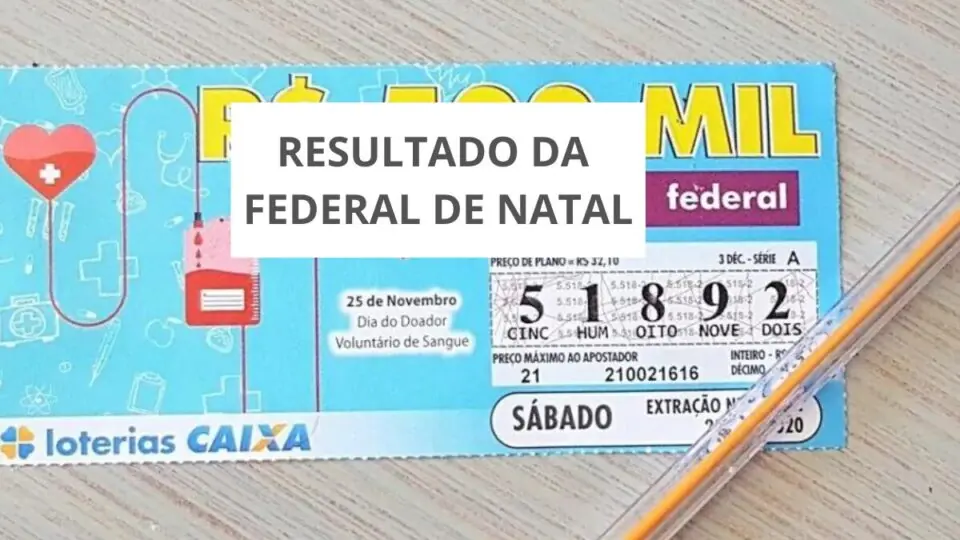 R$ 500 MIL
RESULTADO DA
FEDERAL DE NATAL
federal
PREÇO DE PLANO = R$ 32,10
3 DÉC. - SÉRIE A
5 1 8 9 2
CINC HUM OITO NOVE DOIS
25 de Novembro
Dia do Doador
Voluntário de Sangue
PREÇO MÁXIMO AO APOSTADOR
INTEIRO - R$
21 210021616
DÉCIMO
SÁBADO
EXTRAÇÃO
loterias CAIXA